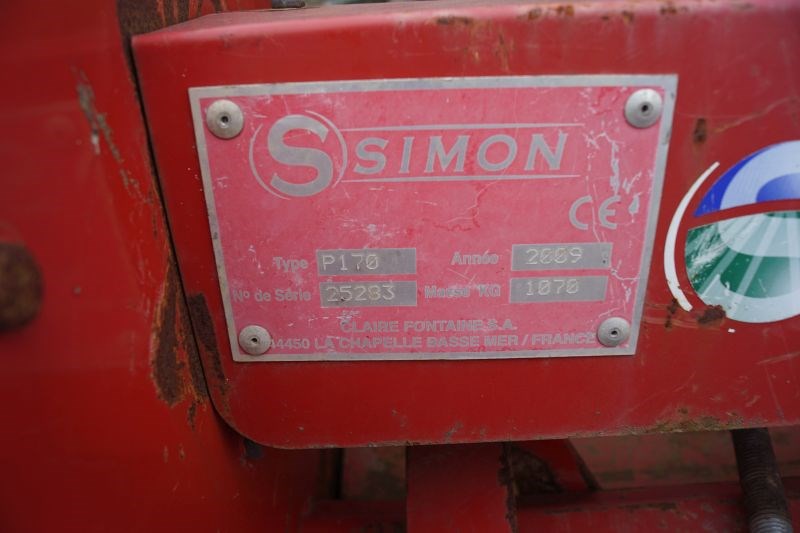 S SIMON
CE
Type P170 Année 2009
Nº de Série 25283 Masse KG 1070
CLAIRE FONTAINE S.A.
44450 LA CHAPELLE BASSE MER / FRANCE